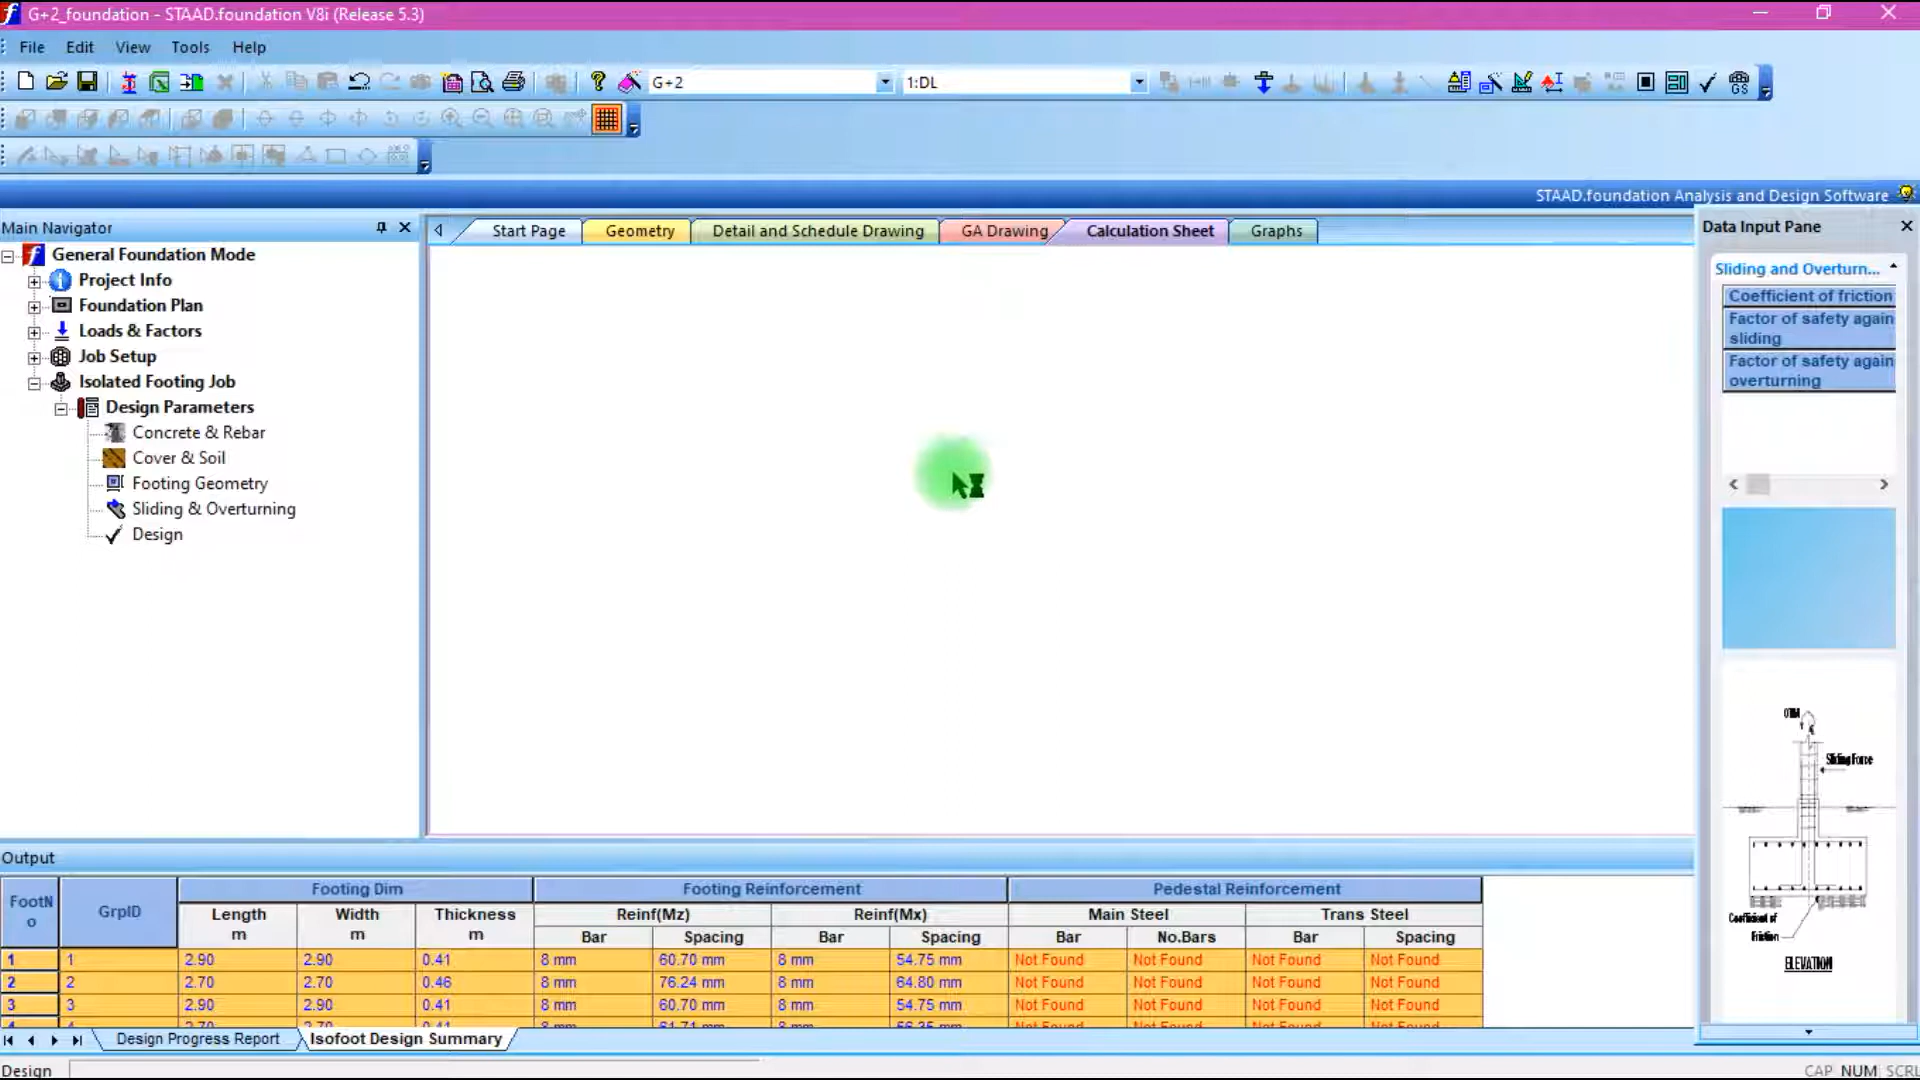 G+2_foundation - STAAD.foundation V8i (Release 5.3)
File Edit View Tools Help
G+2 1:DL
GS
STAAD.foundation Analysis and Design Software
Main Navigator
General Foundation Mode
Project Info
Foundation Plan
Loads & Factors
Job Setup
Isolated Footing Job
Design Parameters
Concrete & Rebar
Cover & Soil
Footing Geometry
Sliding & Overturning
Design
Start Page Geometry Detail and Schedule Drawing GA Drawing Calculation Sheet Graphs
Data Input Pane
Sliding and Overturn...
Coefficient of friction
Factor of safety again
sliding
Factor of safety again
overturning
Sliding Force
Coefficient of
Friction
ELEVATION
Output
FootN
o
GrpID
Footing Dim Footing Reinforcement Pedestal Reinforcement
Length
m
Width
m
Thickness
m
Reinf(Mz) Reinf(Mx) Main Steel Trans Steel
Bar Spacing Bar Spacing Bar No.Bars Bar Spacing
1 1 2.90 2.90 0.41 8 mm 60.70 mm 8 mm 54.75 mm Not Found Not Found Not Found Not Found
2 2 2.70 2.70 0.46 8 mm 76.24 mm 8 mm 64.80 mm Not Found Not Found Not Found Not Found
3 3 2.90 2.90 0.41 8 mm 60.70 mm 8 mm 54.75 mm Not Found Not Found Not Found Not Found
Design Progress Report Isofoot Design Summary
Design
CAP NUM SCRL